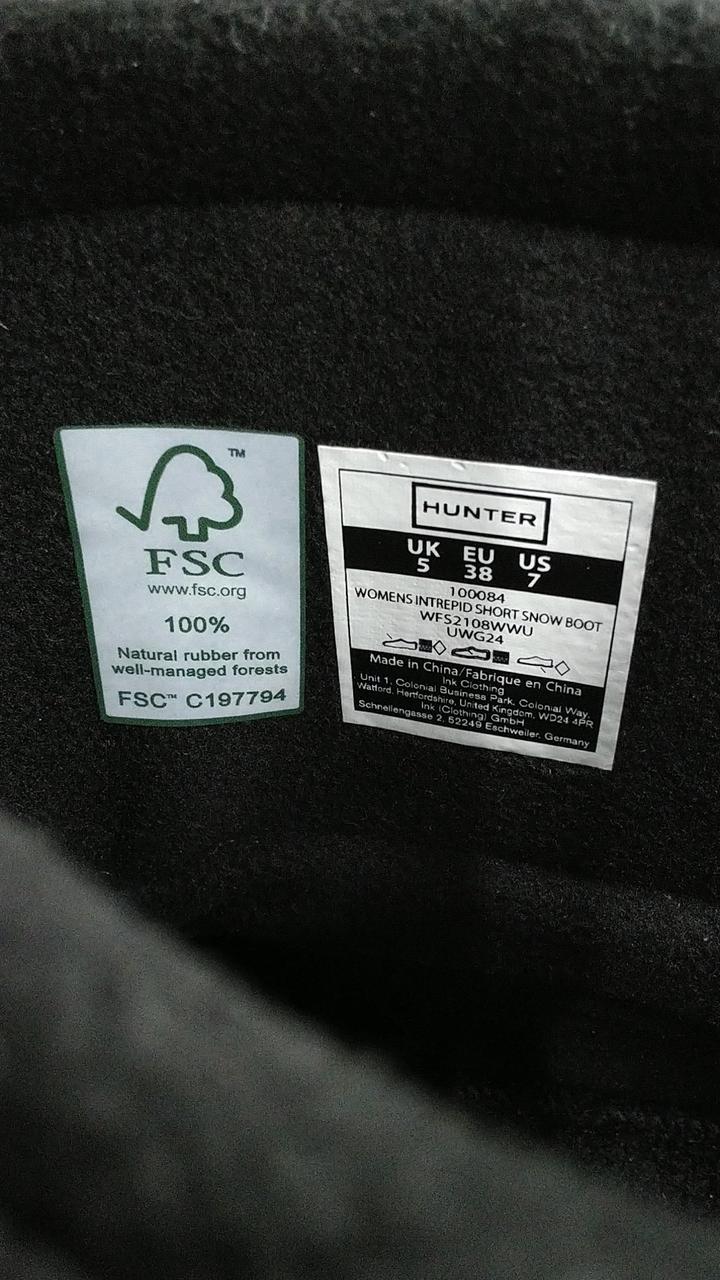 TM
FSC
www.fsc.org
100%
Natural rubber from
well-managed forests
FSC™ C197794
HUNTER
UK EU US
5 38 7
100084
WOMENS INTREPID SHORT SNOW BOOT
WFS2108WWU
UWG24
Made in China/Fabriqué en China
Ink Clothing
Unit 1, Colonial Business Park, Colonial Way,
Watford, Hertfordshire, United Kingdom, WD24 4PR
Ink (Clothing) GmbH
Schnellengasse 2, 52249 Eschweiler, Germany